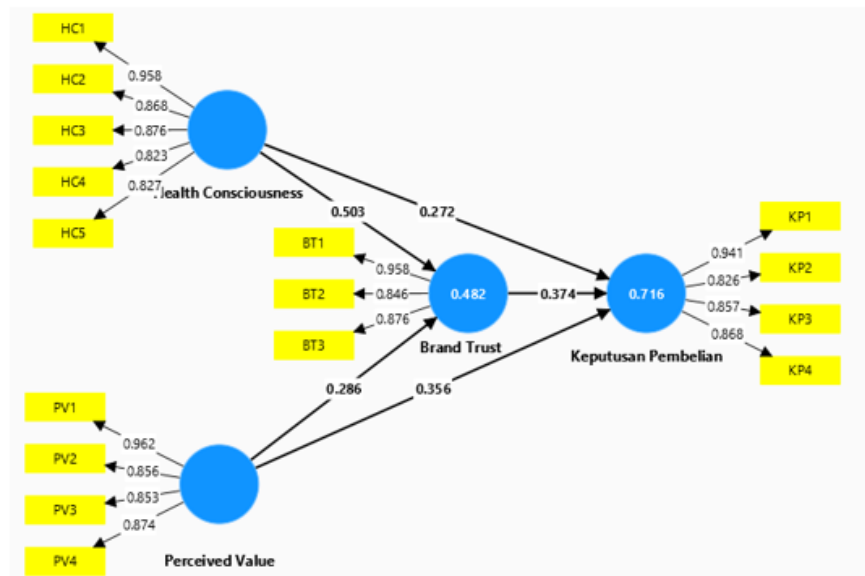 HC1
0.958
HC2
0.868
HC3
0.876
HC4
0.823
HC5
0.827
ealth Consciousness
0.503
0.272
BT1
0.958
BT2
0.846
BT3
0.876
0.482
Brand Trust
0.374
0.716
Keputusan Pembelian
KP1
0.941
KP2
0.826
KP3
0.857
KP4
0.868
0.286
0.356
PV1
0.962
PV2
0.856
PV3
0.853
PV4
0.874
Perceived Value